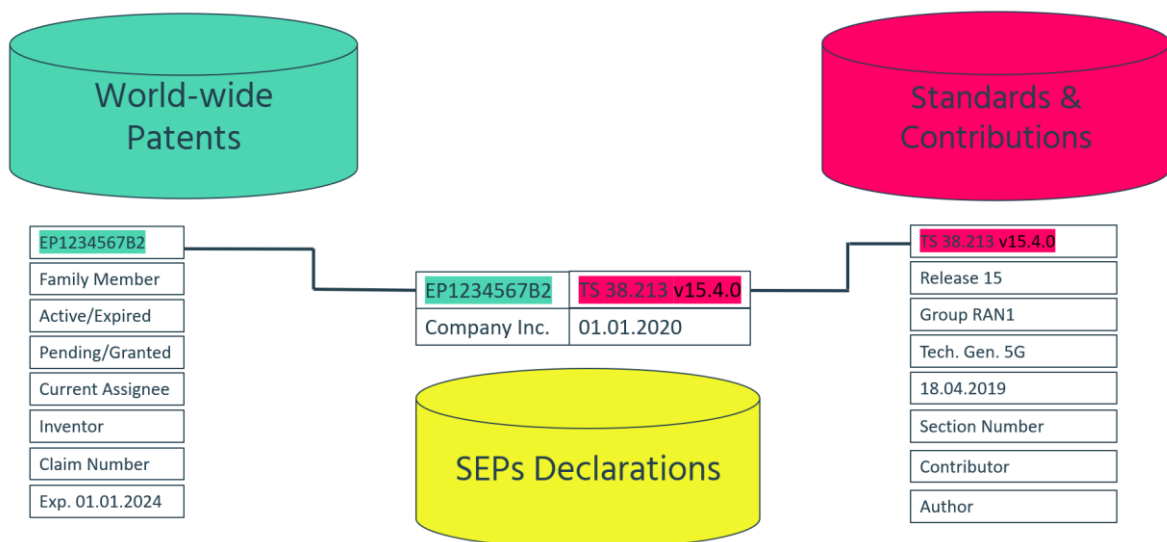 World-wide
Patents
Standards &
Contributions
EP1234567B2
Family Member
Active/Expired
Pending/Granted
Current Assignee
Inventor
Claim Number
Exp. 01.01.2024
EP1234567B2 TS 38.213 v15.4.0
Company Inc. 01.01.2020
SEPs Declarations
TS 38.213 v15.4.0
Release 15
Group RAN1
Tech. Gen. 5G
18.04.2019
Section Number
Contributor
Author